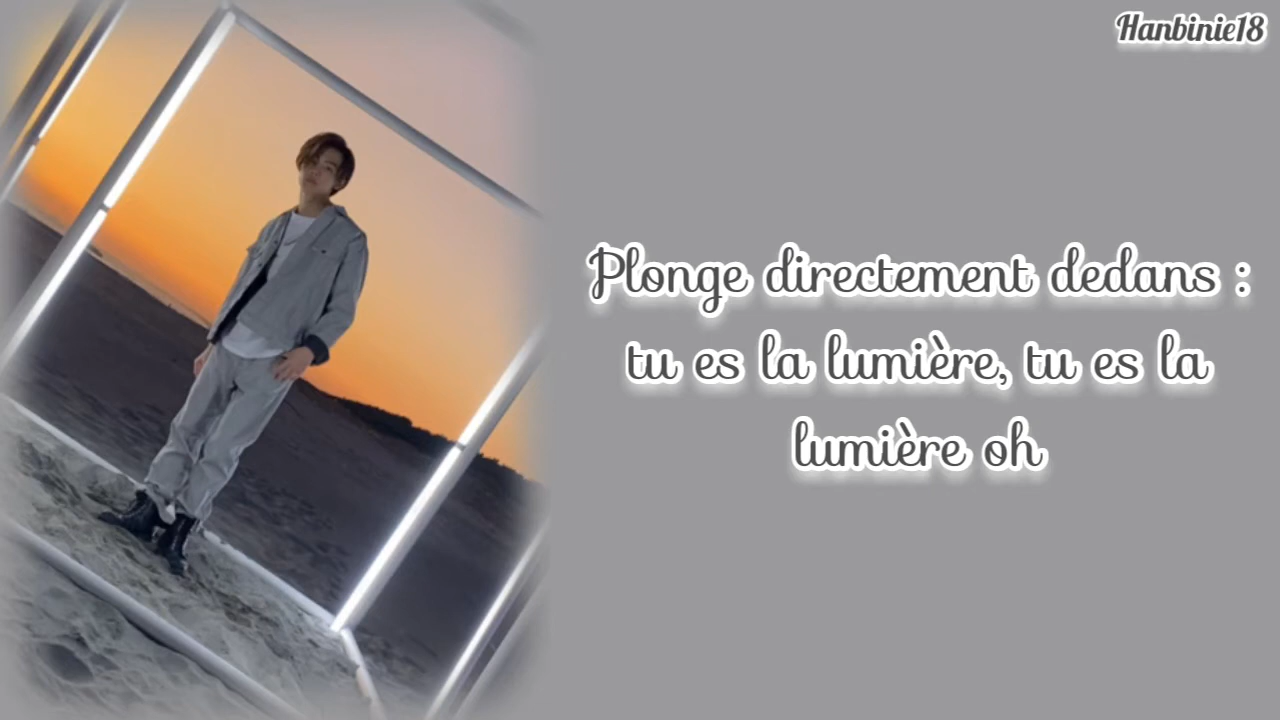 Hanbinie18
Plonge directement dedans :
tu es la lumière, tu es la
lumière oh